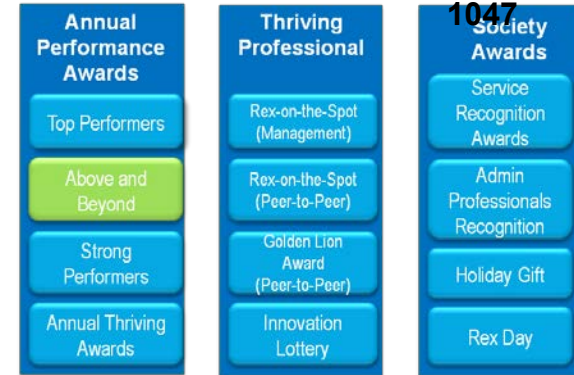 Annual
Performance
Awards
Top Performers
Above and
Beyond
Strong
Performers
Annual Thriving
Awards
Thriving
Professional
Rex-on-the-Spot
(Management)
Rex-on-the-Spot
(Peer-to-Peer)
Golden Lion
Award
(Peer-to-Peer)
Innovation
Lottery
1047
Society
Awards
Service
Recognition
Awards
Admin
Professionals
Recognition
Holiday Gift
Rex Day